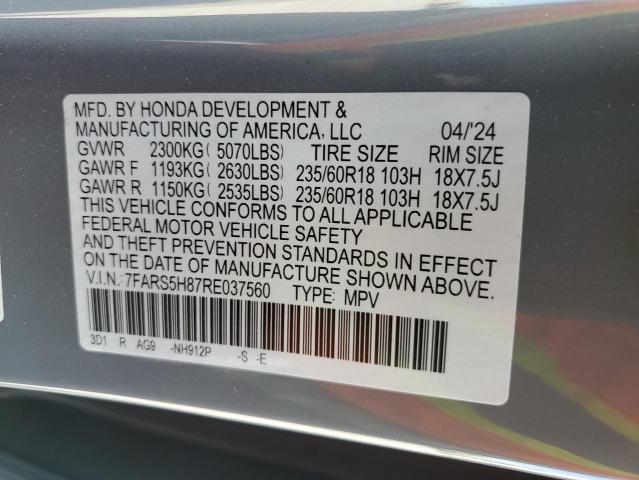 MFD. BY HONDA DEVELOPMENT &
MANUFACTURING OF AMERICA, LLC 04/'24
GVWR 2300KG( 5070LBS) TIRE SIZE RIM SIZE
GAWR F 1193KG( 2630LBS) 235/60R18 103H 18X7.5J
GAWR R 1150KG( 2535LBS) 235/60R18 103H 18X7.5J
THIS VEHICLE CONFORMS TO ALL APPLICABLE
FEDERAL MOTOR VEHICLE SAFETY
AND THEFT PREVENTION STANDARDS IN EFFECT
ON THE DATE OF MANUFACTURE SHOWN ABOVE.
V.I.N.:7FARS5H87RE037560 TYPE: MPV
3D1 R AG9 -NH912P -S -E